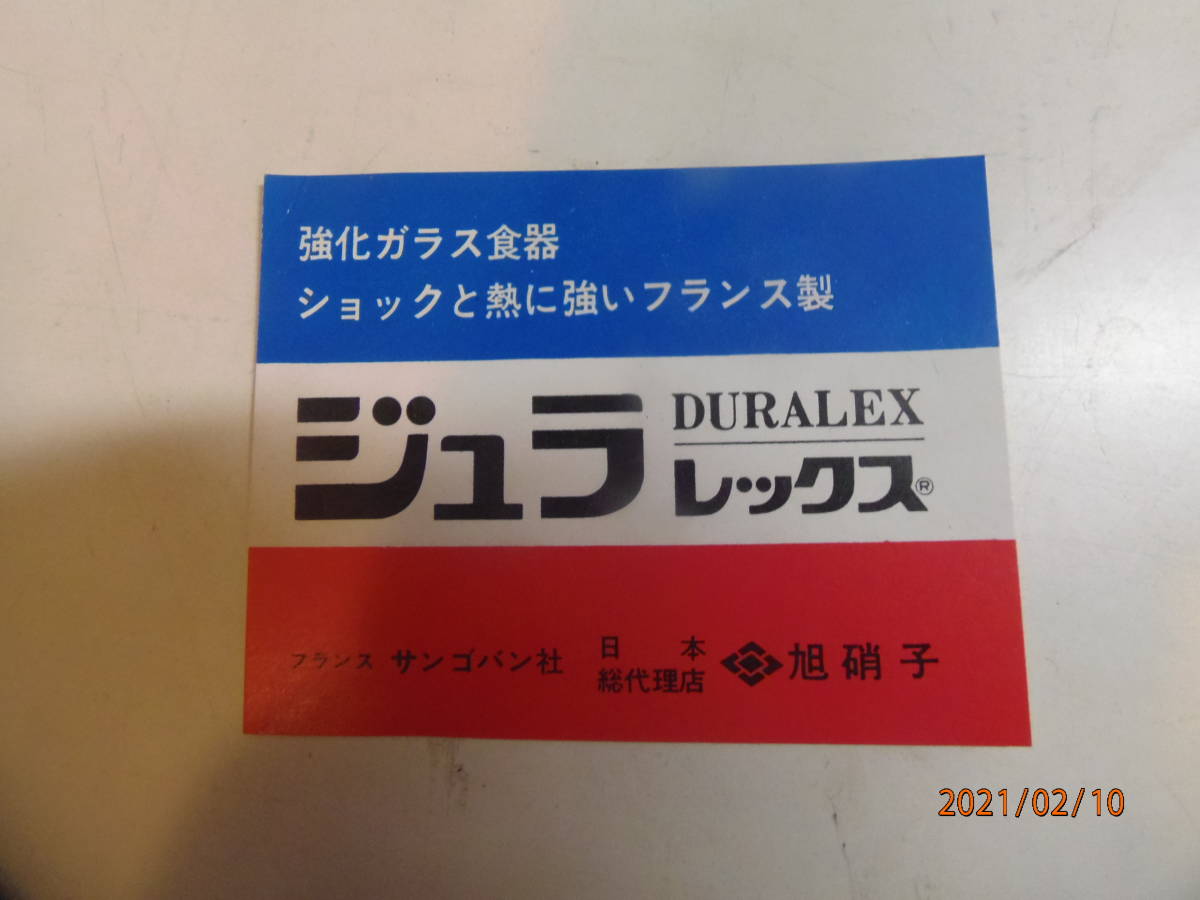 強化ガラス食器
ショックと熱に強いフランス製
ジュラ
DURALEX
レックス®
フランス サンゴバン社
日本
総代理店
旭硝子
2021/02/10